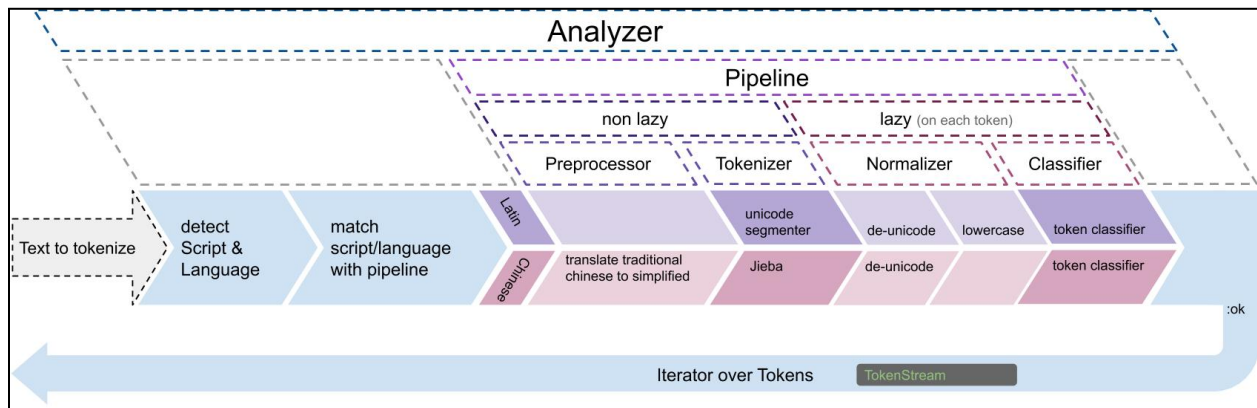 Analyzer
Pipeline
non lazy
lazy (on each token)
Preprocessor
Tokenizer
Normalizer
Classifier
Text to tokenize
detect
Script &
Language
match
script/language
with pipeline
Latin
unicode
segmenter
de-unicode
lowercase
token classifier
Chinese
translate traditional
chinese to simplified
Jieba
de-unicode
token classifier
:ok
Iterator over Tokens
TokenStream